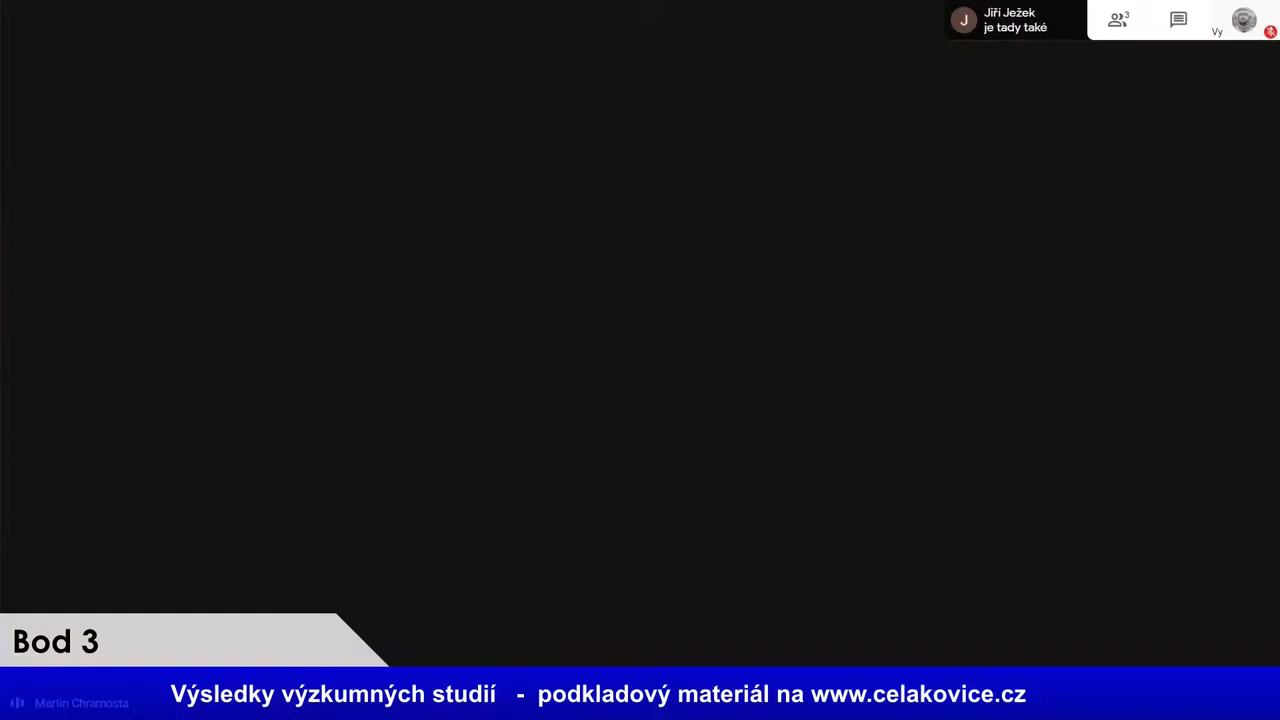 J
Jiří Ježek
je tady také
3
Vy
Bod 3
Výsledky výzkumných studií - podkladový materiál na www.celakovice.cz
Martin Chramosta